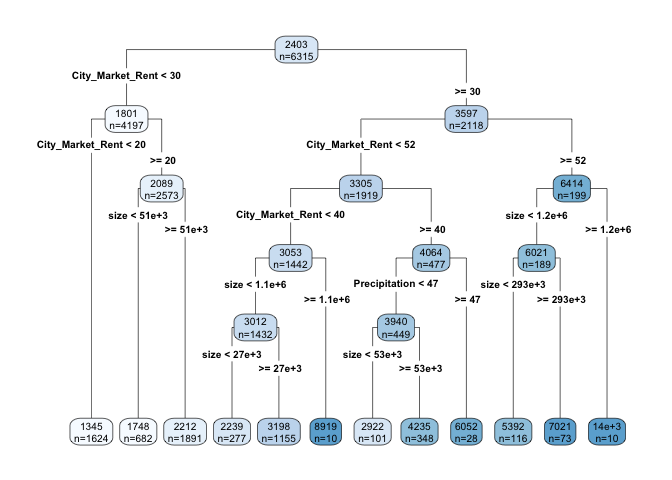 2403
n=6315
City_Market_Rent < 30
>= 30
1801
n=4197
3597
n=2118
City_Market_Rent < 20
>= 20
City_Market_Rent < 52
>= 52
2089
n=2573
3305
n=1919
6414
n=199
size < 51e+3
>= 51e+3
City_Market_Rent < 40
>= 40
size < 1.2e+6
>= 1.2e+6
3053
n=1442
4064
n=477
6021
n=189
size < 1.1e+6
>= 1.1e+6
Precipitation < 47
>= 47
size < 293e+3
>= 293e+3
3012
n=1432
3940
n=449
size < 27e+3
>= 27e+3
size < 53e+3
>= 53e+3
1345
n=1624
1748
n=682
2212
n=1891
2239
n=277
3198
n=1155
8919
n=10
2922
n=101
4235
n=348
6052
n=28
5392
n=116
7021
n=73
14e+3
n=10